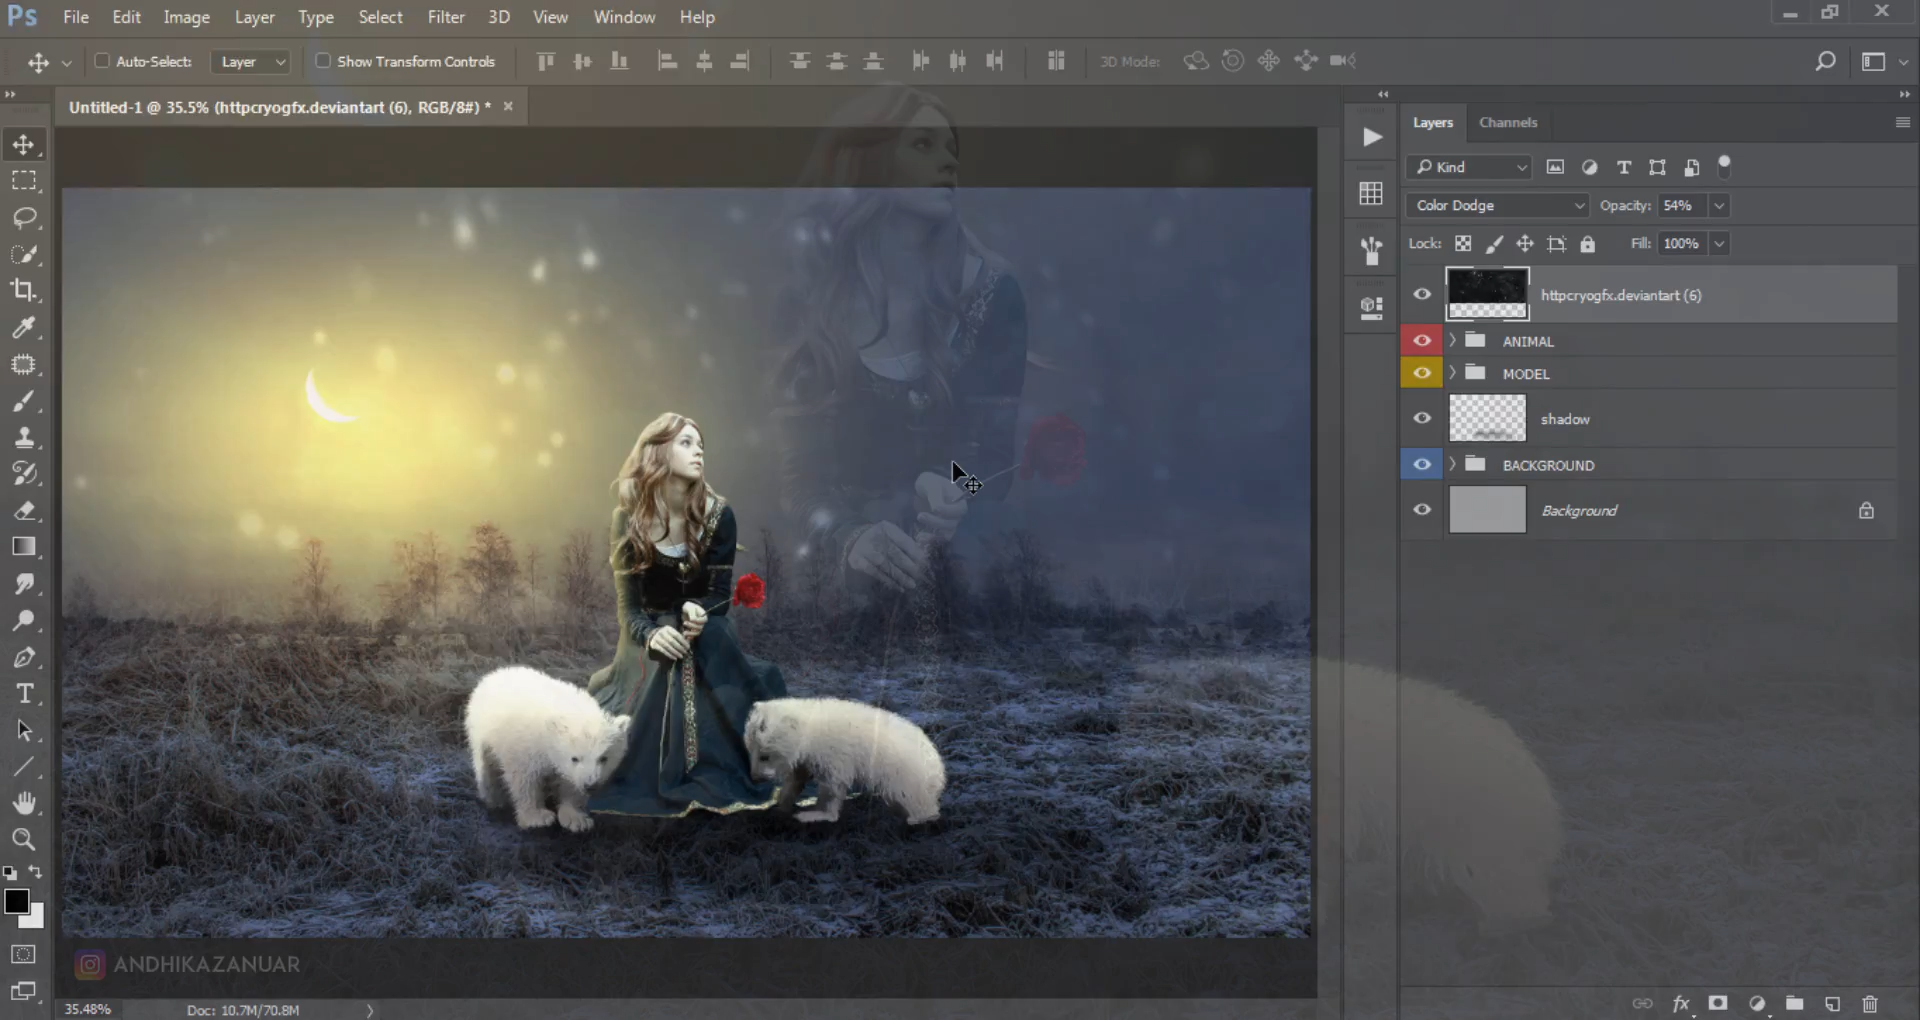 Ps File Edit Image Layer Type Select Filter 3D View Window Help
Auto-Select: Layer Show Transform Controls 3D Mode:
Untitled-1 @ 35.5% (httpcryogfx.deviantart (6), RGB/8#) *
Layers Channels
Kind
Color Dodge Opacity: 54%
Lock: Fill: 100%
httpcryogfx.deviantart (6)
ANIMAL
MODEL
shadow
BACKGROUND
Background
ANDHIKAZANUAR
35.48% Doc: 10.7M/70.8M